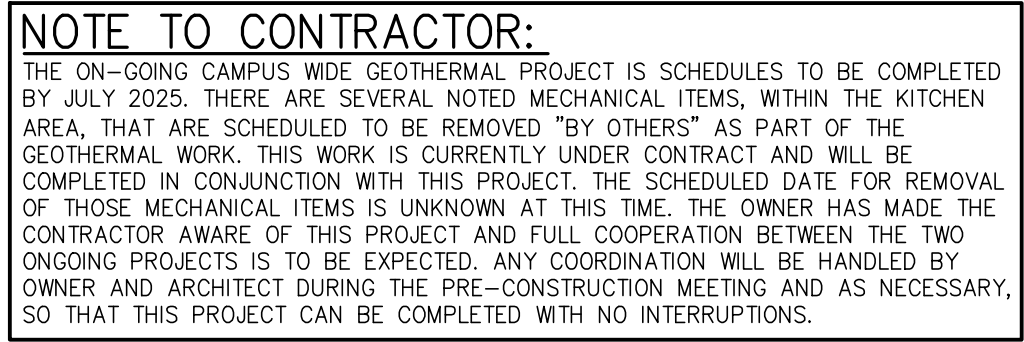 NOTE TO CONTRACTOR:
THE ON-GOING CAMPUS WIDE GEOTHERMAL PROJECT IS SCHEDULES TO BE COMPLETED
BY JULY 2025. THERE ARE SEVERAL NOTED MECHANICAL ITEMS, WITHIN THE KITCHEN
AREA, THAT ARE SCHEDULED TO BE REMOVED "BY OTHERS" AS PART OF THE
GEOTHERMAL WORK. THIS WORK IS CURRENTLY UNDER CONTRACT AND WILL BE
COMPLETED IN CONJUNCTION WITH THIS PROJECT. THE SCHEDULED DATE FOR REMOVAL
OF THOSE MECHANICAL ITEMS IS UNKNOWN AT THIS TIME. THE OWNER HAS MADE THE
CONTRACTOR AWARE OF THIS PROJECT AND FULL COOPERATION BETWEEN THE TWO
ONGOING PROJECTS IS TO BE EXPECTED. ANY COORDINATION WILL BE HANDLED BY
OWNER AND ARCHITECT DURING THE PRE-CONSTRUCTION MEETING AND AS NECESSARY,
SO THAT THIS PROJECT CAN BE COMPLETED WITH NO INTERRUPTIONS.